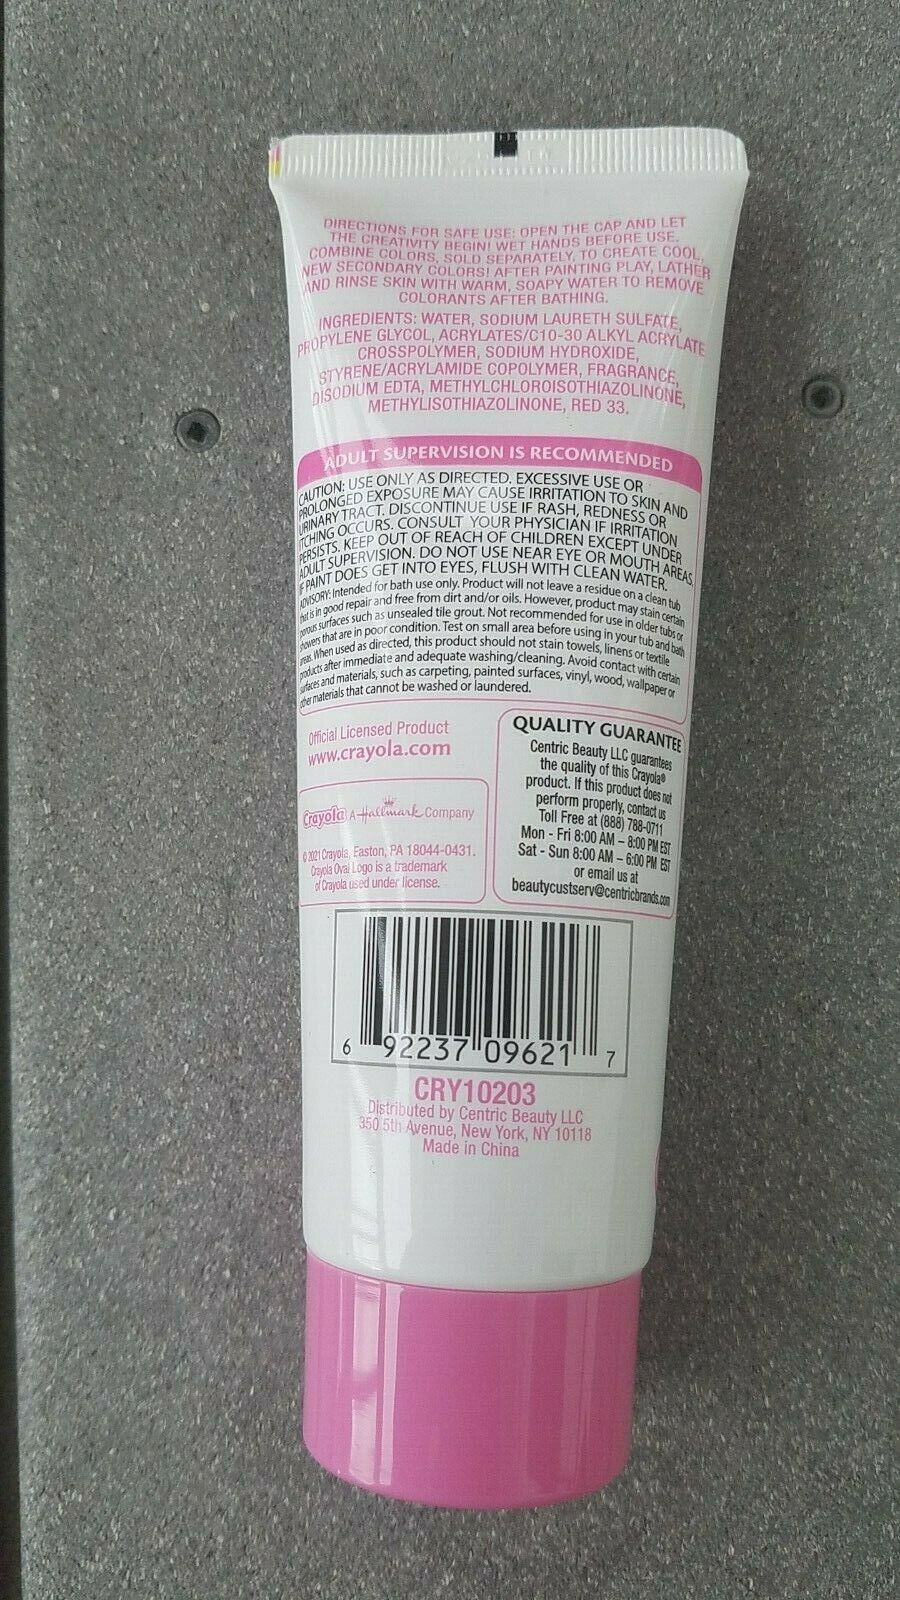 DIRECTIONS FOR SAFE USE: OPEN THE CAP AND LET
THE CREATIVITY BEGIN! WET HANDS BEFORE USE.
COMBINE COLORS, SOLD SEPARATELY, TO CREATE COOL,
NEW SECONDARY COLORS! AFTER PAINTING PLAY, LATHER
AND RINSE SKIN WITH WARM, SOAPY WATER TO REMOVE
COLORANTS AFTER BATHING.
INGREDIENTS: WATER, SODIUM LAURETH SULFATE,
PROPYLENE GLYCOL, ACRYLATES/C10-30 ALKYL ACRYLATE
CROSSPOLYMER, SODIUM HYDROXIDE,
STYRENE/ACRYLAMIDE COPOLYMER, FRAGRANCE,
DISODIUM EDTA, METHYLCHLOROISOTHIAZOLINONE,
METHYLISOTHIAZOLINONE, RED 33.
ADULT SUPERVISION IS RECOMMENDED
CAUTION: USE ONLY AS DIRECTED. EXCESSIVE USE OR
PROLONGED EXPOSURE MAY CAUSE IRRITATION TO SKIN AND
URINARY TRACT. DISCONTINUE USE IF RASH, REDNESS OR
ITCHING OCCURS. CONSULT YOUR PHYSICIAN IF IRRITATION
PERSISTS. KEEP OUT OF REACH OF CHILDREN EXCEPT UNDER
ADULT SUPERVISION. DO NOT USE NEAR EYE OR MOUTH AREAS.
IF PAINT DOES GET INTO EYES, FLUSH WITH CLEAN WATER.
ADVISORY: Intended for bath use only. Product will not leave a residue on a clean tub
that is in good repair and free from dirt and/or oils. However, product may stain certain
porous surfaces such as unsealed tile grout. Not recommended for use in older tubs or
showers that are in poor condition. Test on small area before using in your tub and bath
areas. When used as directed, this product should not stain towels, linens or textile
products after immediate and adequate washing/cleaning. Avoid contact with certain
surfaces and materials, such as carpeting, painted surfaces, vinyl, wood, wallpaper or
other materials that cannot be washed or laundered.
Official Licensed Product
www.crayola.com
Crayola A Hallmark Company
© 2021 Crayola, Easton, PA 18044-0431.
Crayola Oval Logo is a trademark
of Crayola used under license.
QUALITY GUARANTEE
Centric Beauty LLC guarantees
the quality of this Crayola®
product. If this product does not
perform properly, contact us
Toll Free at (888) 788-0711
Mon - Fri 8:00 AM – 8:00 PM EST
Sat - Sun 8:00 AM – 6:00 PM EST
or email us at
beautycustserv@centricbrands.com
6 92237 09621 7
CRY10203
Distributed by Centric Beauty LLC
350 5th Avenue, New York, NY 10118
Made in China